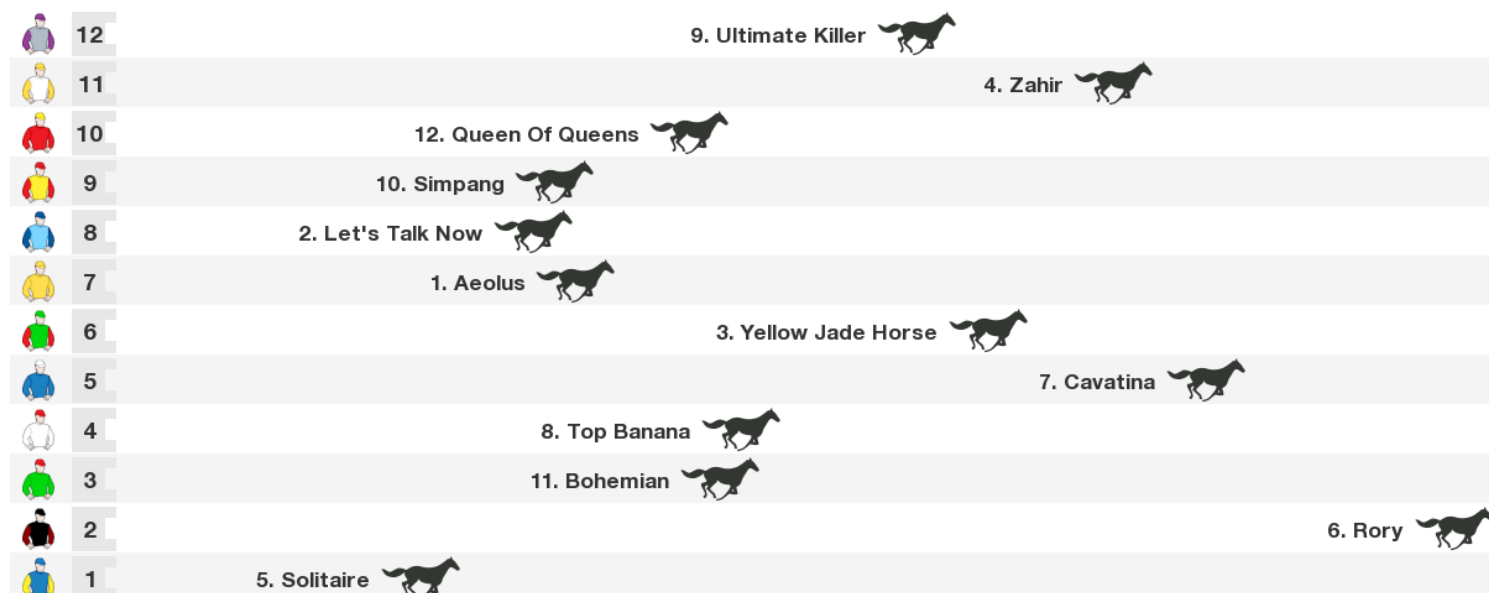 12 9. Ultimate Killer
11 4. Zahir
10 12. Queen Of Queens
9 10. Simpang
8 2. Let's Talk Now
7 1. Aeolus
6 3. Yellow Jade Horse
5 7. Cavatina
4 8. Top Banana
3 11. Bohemian
2 6. Rory
1 5. Solitaire